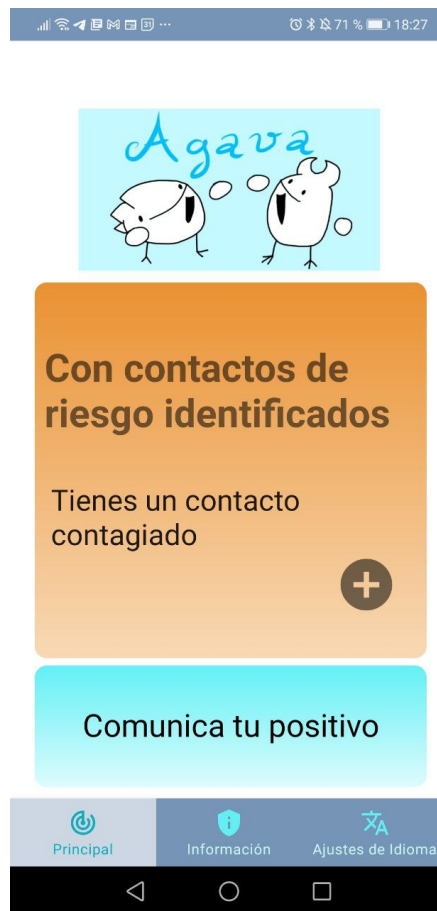 71 % 18:27
Agava
Con contactos de
riesgo identificados
Tienes un contacto
contagiado
Comunica tu positivo
Principal Información Ajustes de Idioma